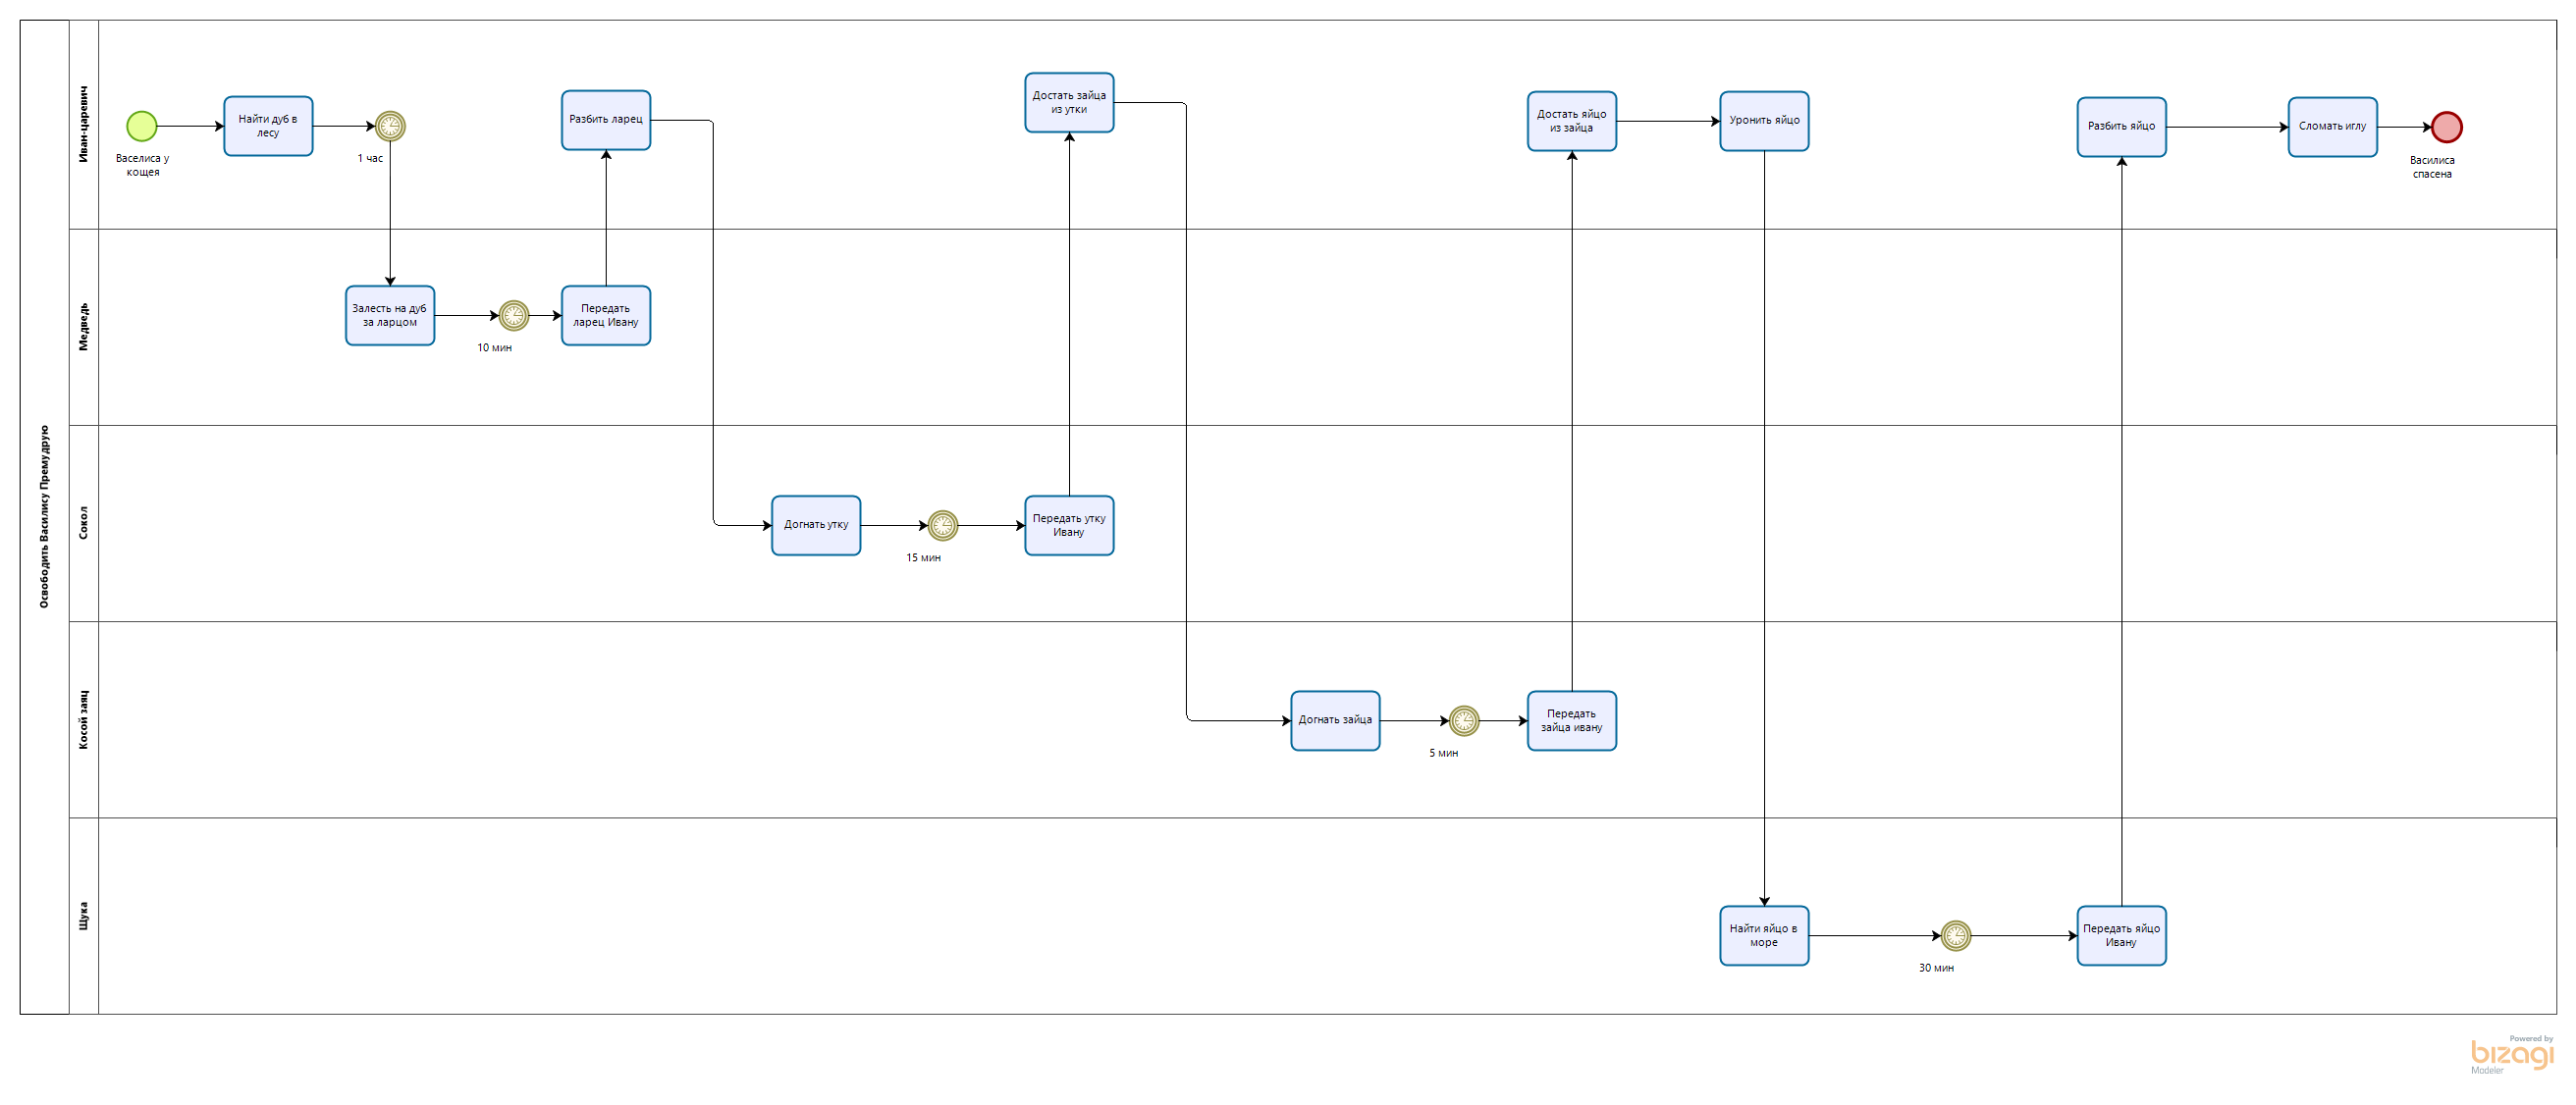 Освободить Василису Премудрую
Иван-царевич
Васелиса у
кощея
Найти дуб в
лесу
1 час
Разбить ларец
Достать зайца
из утки
Достать яйцо
из зайца
Уронить яйцо
Разбить яйцо
Сломать иглу
Василиса
спасена
Медведь
Залесть на дуб
за ларцом
10 мин
Передать
ларец Ивану
Сокол
Догнать утку
15 мин
Передать утку
Ивану
Косой заяц
Догнать зайца
5 мин
Передать
зайца ивану
Щука
Найти яйцо в
море
30 мин
Передать яйцо
Ивану
Powered by
bizagi
Modeler